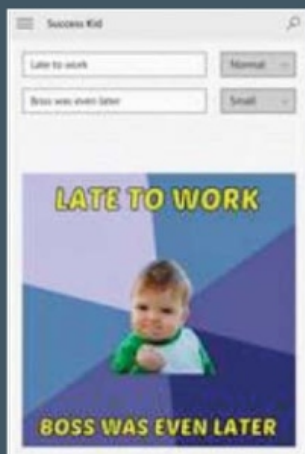 Success Kid
Late to work
Normal
Boss was even later
Small
LATE TO WORK
BOSS WAS EVEN LATER